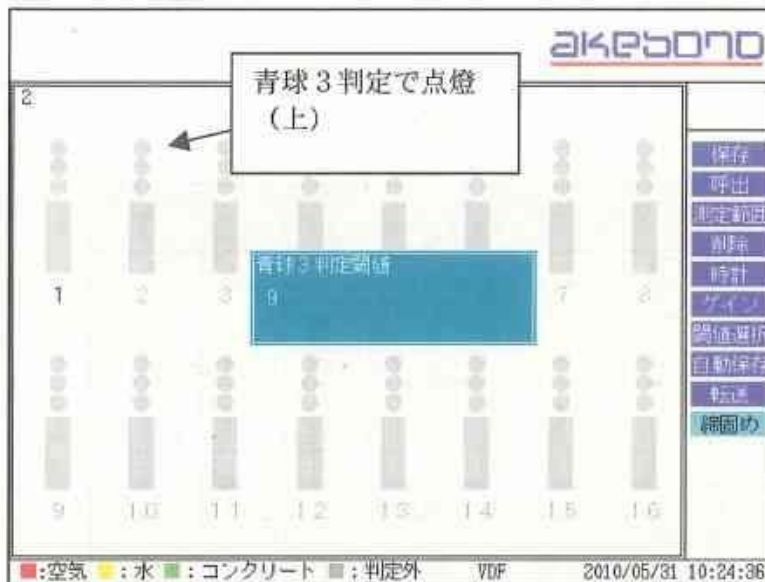 akebono
青球3判定で点燈
(上)
2
保存
呼出
測定範囲
削除
時計
ゲイン
閾値選択
自動保存
転送
締固め
青球3判定閾値
9
1 2 3 7 8
9 10 11 12 13 14 15 16
■:空気 ■:水 ■:コンクリート ■:判定外 VDF 2010/05/31 10:24:36